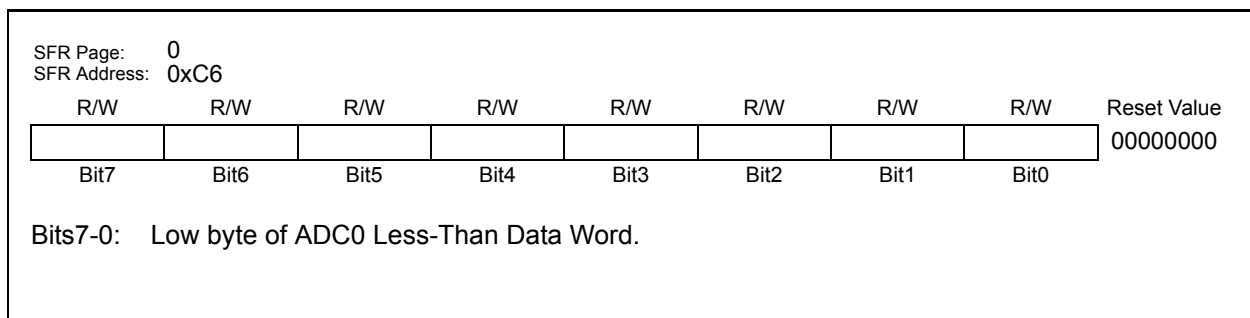 SFR Page: 0
SFR Address: 0xC6
R/W R/W R/W R/W R/W R/W R/W R/W Reset Value
00000000
Bit7 Bit6 Bit5 Bit4 Bit3 Bit2 Bit1 Bit0
Bits7-0: Low byte of ADC0 Less-Than Data Word.